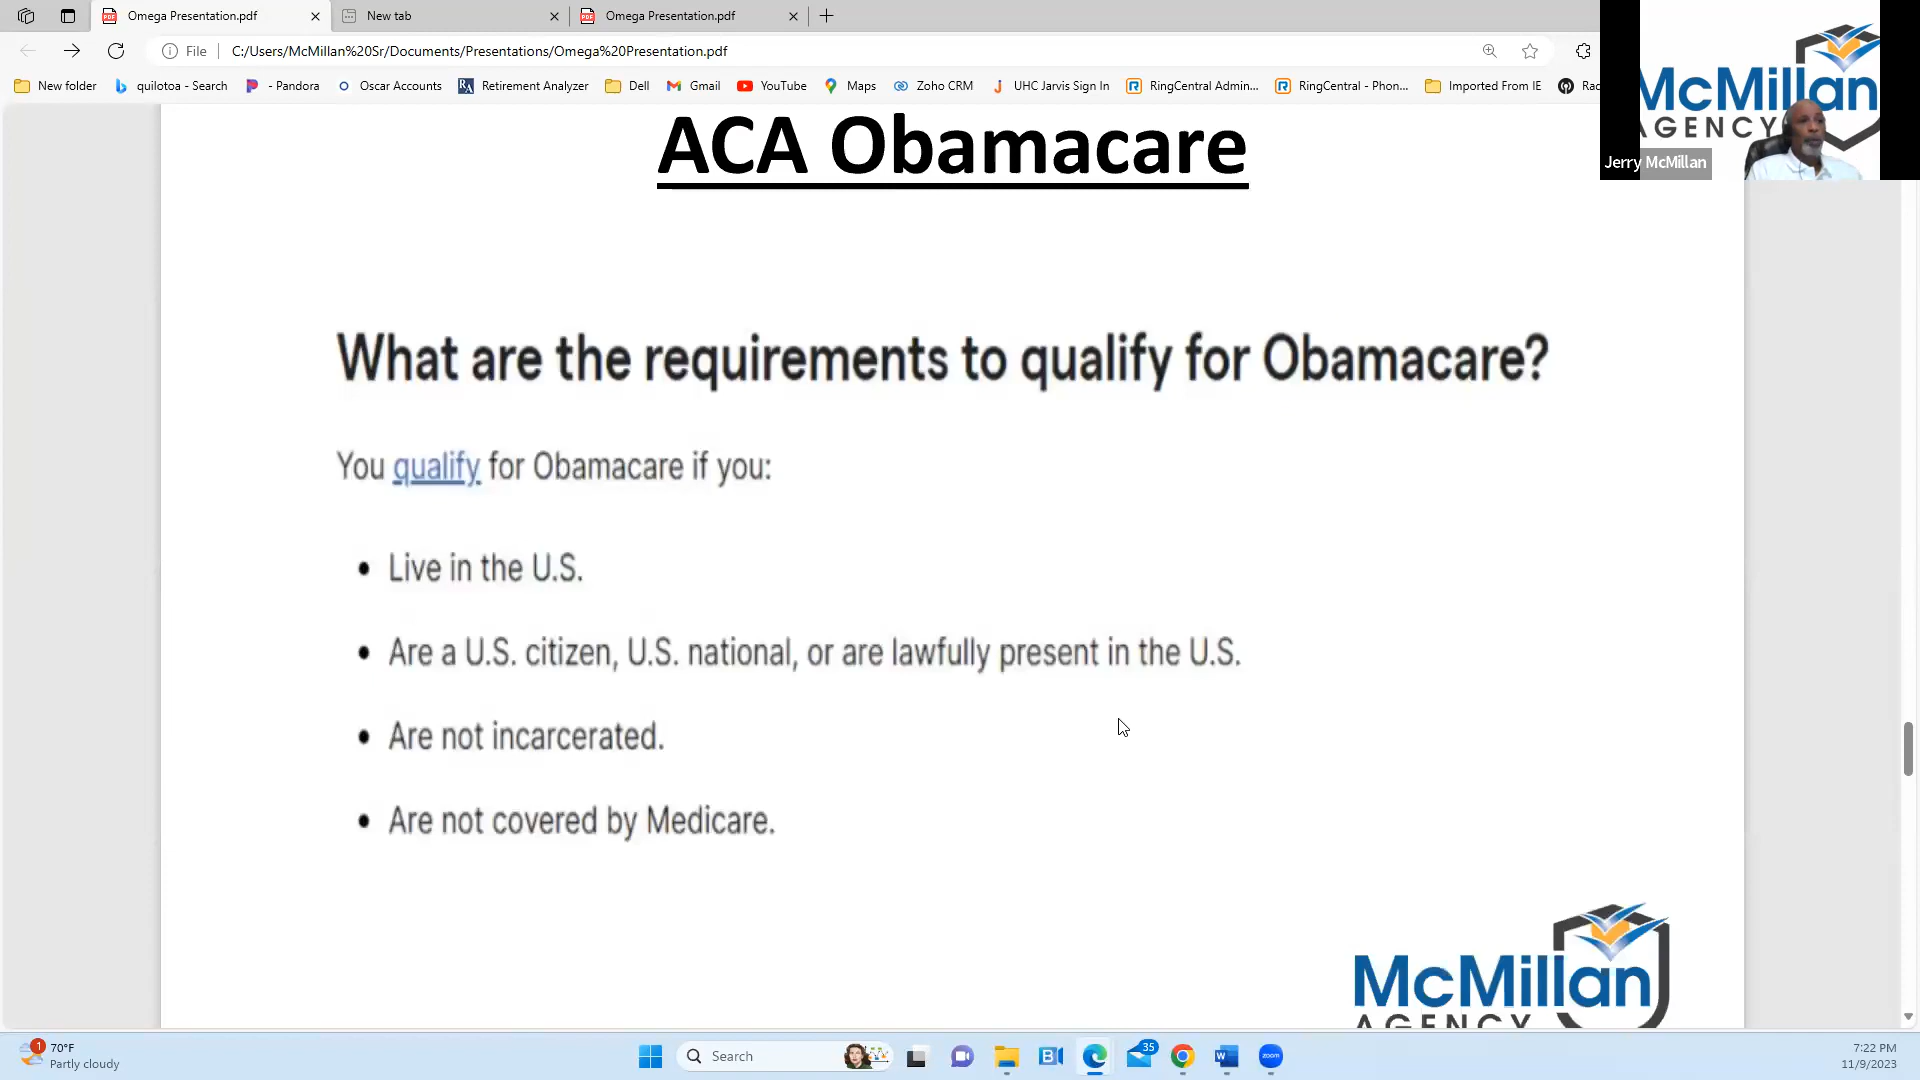 Omega Presentation.pdf
New tab
Omega Presentation.pdf
File
C:/Users/McMillan%20Sr/Documents/Presentations/Omega%20Presentation.pdf
New folder
quilotoa - Search
- Pandora
Oscar Accounts
RA
Retirement Analyzer
Dell
Gmail
YouTube
Maps
Zoho CRM
UHC Jarvis Sign In
RingCentral Admin...
RingCentral - Phon...
Imported From IE
McMillan
AGENCY
Jerry McMillan
ACA Obamacare
What are the requirements to qualify for Obamacare?
You qualify for Obamacare if you:
• Live in the U.S.
• Are a U.S. citizen, U.S. national, or are lawfully present in the U.S.
• Are not incarcerated.
• Are not covered by Medicare.
McMillan
AGENCY
1
70°F
Partly cloudy
Search
35
zoom
7:22 PM
11/9/2023